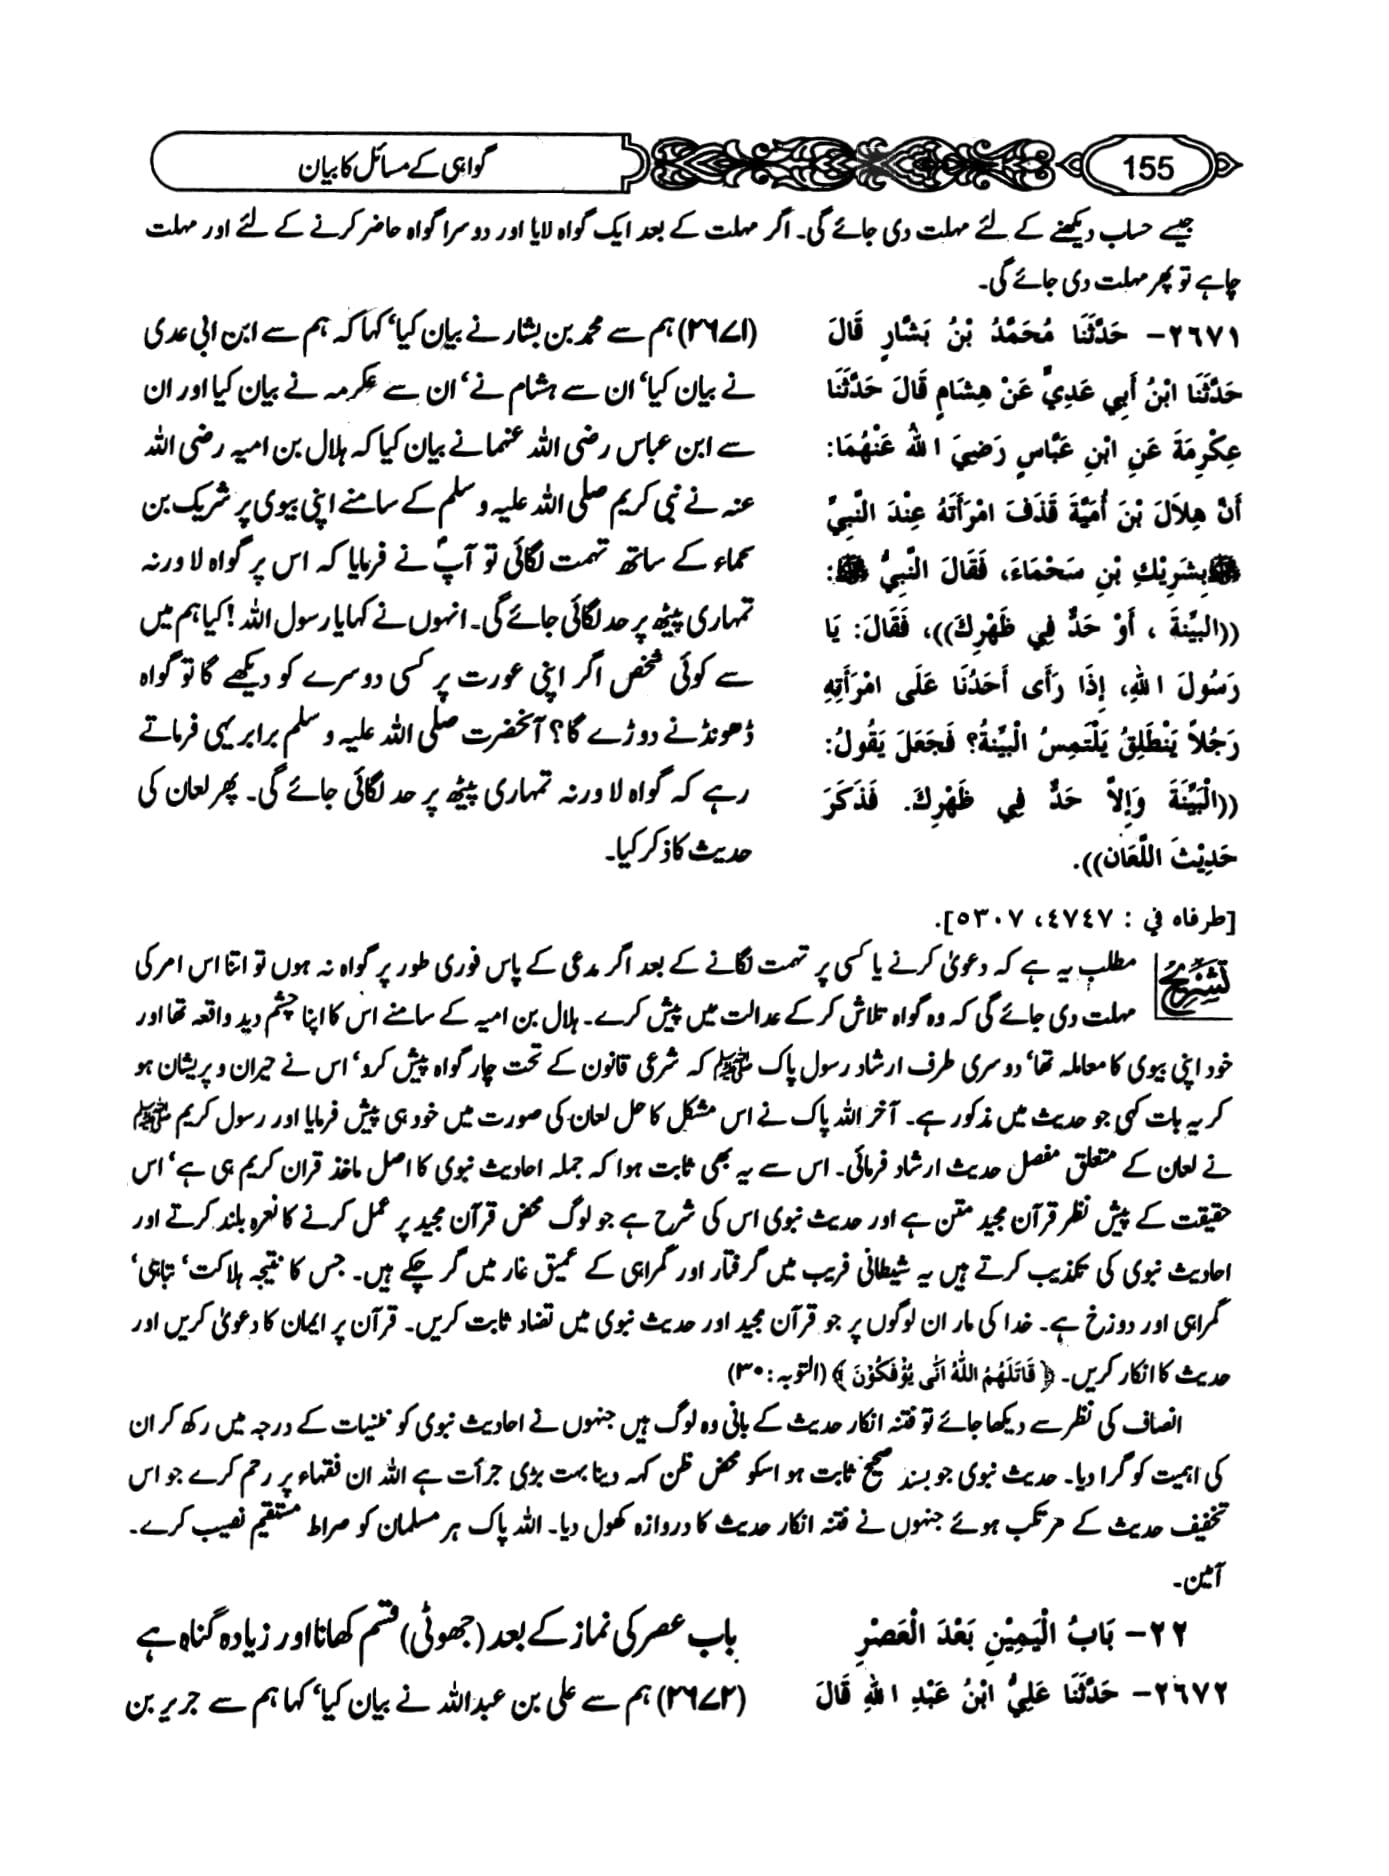 155
گواہی کے مسائل کا بیان
جیسے حساب دیکھنے کے لئے مہلت دی جائے گی۔ اگر مہلت کے بعد ایک گواہ لایا اور دوسرا گواہ حاضر کرنے کے لئے اور مہلت
چاہے تو پھر مہلت دی جائے گی۔
٢٦٧١- حَدَّثَنَا مُحَمَّدُ بْنُ بَشَّارٍ قَالَ
حَدَّثَنَا ابْنُ أَبِي عَدِيٍّ عَنْ هِشَامٍ قَالَ حَدَّثَنَا
عِكْرِمَةَ عَنِ ابْنِ عَبَّاسٍ رَضِيَ اللهُ عَنْهُمَا:
أَنَّ هِلاَلَ بْنَ أُمَيَّةَ قَذَفَ امْرَأَتَهُ عِنْدَ النَّبِيِّ
ﷺ بِشَرِيْكِ بْنِ سَحْمَاءَ، فَقَالَ النَّبِيُّ ﷺ:
((البيِّنةَ ، أَوْ حَدٌّ فِي ظَهْرِكَ))، فَقَالَ: يَا
رَسُولَ اللهِ، إِذَا رَأَى أَحَدُنَا عَلَى امْرَأَتِهِ
رَجُلاً يَنْطَلِقُ يَلْتَمِسُ الْبيِّنةُ؟ فَجَعَلَ يَقُولُ:
((الْبَيِّنَةَ وَإِلاَّ حَدٌّ فِي ظَهْرِكَ. فَذَكَرَ
حَدِيْثَ اللِّعَان)).
[طرفاه في : ٤٧٤٧، ٥٣٠٧].
(۲۶۷۱) ہم سے محمد بن بشار نے بیان کیا‘ کہا کہ ہم سے ابن ابی عدی
نے بیان کیا‘ ان سے ہشام نے‘ ان سے عکرمہ نے بیان کیا اور ان
سے ابن عباس رضی اللہ عنہما نے بیان کیا کہ ہلال بن امیہ رضی اللہ
عنہ نے نبی کریم صلی اللہ علیہ وسلم کے سامنے اپنی بیوی پر شریک بن
سحماء کے ساتھ تہمت لگائی تو آپؐ نے فرمایا کہ اس پر گواہ لا ورنہ
تمہاری پیٹھ پر حد لگائی جائے گی۔ انہوں نے کہا یا رسول اللہ ! کیا ہم میں
سے کوئی شخص اگر اپنی عورت پر کسی دوسرے کو دیکھے گا تو گواہ
ڈھونڈنے دوڑے گا؟ آنحضرت صلی اللہ علیہ وسلم برابر یہی فرماتے
رہے کہ گواہ لا ورنہ تمہاری پیٹھ پر حد لگائی جائے گی۔ پھر لعان کی
حدیث کا ذکر کیا۔
تشریح
مطلب یہ ہے کہ دعویٰ کرنے یا کسی پر تہمت لگانے کے بعد اگر مدعی کے پاس فوری طور پر گواہ نہ ہوں تو اتنا اس امر کی
مہلت دی جائے گی کہ وہ گواہ تلاش کر کے عدالت میں پیش کرے۔ ہلال بن امیہ کے سامنے اس کا اپنا چشم دید واقعہ تھا اور
خود اپنی بیوی کا معاملہ تھا‘ دوسری طرف ارشاد رسول پاک ﷺ کہ شرعی قانون کے تحت چار گواہ پیش کرو‘ اس نے حیران و پریشان ہو
کر یہ بات کہی جو حدیث میں مذکور ہے۔ آخر اللہ پاک نے اس مشکل کا حل لعان کی صورت میں خود ہی پیش فرمایا اور رسول کریم ﷺ
نے لعان کے متعلق مفصل حدیث ارشاد فرمائی۔ اس سے یہ بھی ثابت ہوا کہ جملہ احادیث نبوی کا اصل ماخذ قران کریم ہی ہے‘ اس
حقیقت کے پیش نظر قرآن مجید متن ہے اور حدیث نبوی اس کی شرح ہے جو لوگ محض قرآن مجید پر عمل کرنے کا نعرہ بلند کرتے اور
احادیث نبوی کی تکذیب کرتے ہیں یہ شیطانی فریب میں گرفتار اور گمراہی کے عمیق غار میں گر چکے ہیں۔ جس کا نتیجہ ہلاکت‘ تباہی‘
گمراہی اور دوزخ ہے۔ خدا کی مار ان لوگوں پر جو قرآن مجید اور حدیث نبوی میں تضاد ثابت کریں۔ قرآن پر ایمان کا دعویٰ کریں اور
حدیث کا انکار کریں۔ ﴿ قَاتَلَهُمُ اللهُ اَنّٰى يُؤْفَكُوْنَ ﴾ (التوبہ : ۳۰)
انصاف کی نظر سے دیکھا جائے تو فتنہ انکار حدیث کے بانی وہ لوگ ہیں جنہوں نے احادیث نبوی کو ظنیات کے درجہ میں رکھ کر ان
کی اہمیت کو گرا دیا۔ حدیث نبوی جو بسند صحیح ثابت ہو اسکو محض ظن کہہ دینا بہت بڑی جرأت ہے اللہ ان فقہاء پر رحم کرے جو اس
تخفیف حدیث کے مرتکب ہوئے جنہوں نے فتنہ انکار حدیث کا دروازہ کھول دیا۔ اللہ پاک ہر مسلمان کو صراط مستقیم نصیب کرے۔
آمین۔
٢٢- بَابُ الْيَمِيْنِ بَعْدَ الْعَصْرِ
باب عصر کی نماز کے بعد (جھوٹی) قسم کھانا اور زیادہ گناہ ہے
٢٦٧٢- حَدَّثَنَا عَلِيُّ ابْنُ عَبْدِ اللهِ قَالَ
(۲۶۷۲) ہم سے علی بن عبداللہ نے بیان کیا‘ کہا ہم سے جریر بن